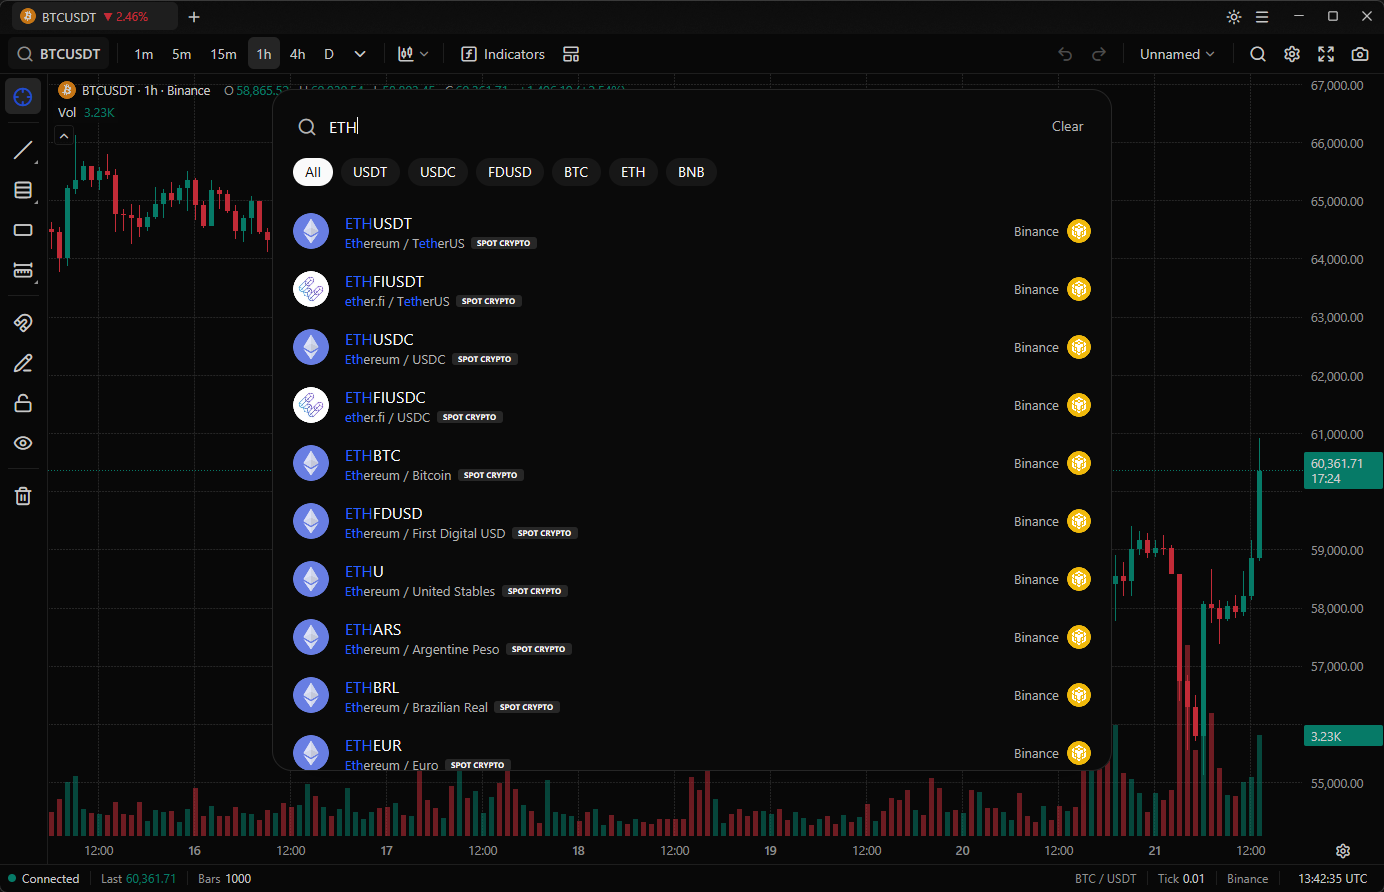 BTCUSDT ▼2.46%
BTCUSDT 1m 5m 15m 1h 4h D Indicators Unnamed
BTCUSDT · 1h · Binance O 58,865.52
Vol 3.23K
ETH Clear
All USDT USDC FDUSD BTC ETH BNB
ETHUSDT
Ethereum / TetherUS SPOT CRYPTO Binance
ETHFIUSDT
ether.fi / TetherUS SPOT CRYPTO Binance
ETHUSDC
Ethereum / USDC SPOT CRYPTO Binance
ETHFIUSDC
ether.fi / USDC SPOT CRYPTO Binance
ETHBTC
Ethereum / Bitcoin SPOT CRYPTO Binance
ETHFDUSD
Ethereum / First Digital USD SPOT CRYPTO Binance
ETHU
Ethereum / United Stables SPOT CRYPTO Binance
ETHARS
Ethereum / Argentine Peso SPOT CRYPTO Binance
ETHBRL
Ethereum / Brazilian Real SPOT CRYPTO Binance
ETHEUR
Ethereum / Euro SPOT CRYPTO Binance
67,000.00
66,000.00
65,000.00
64,000.00
63,000.00
62,000.00
61,000.00
60,361.71
17:24
59,000.00
58,000.00
57,000.00
3.23K
55,000.00
12:00 16 12:00 17 12:00 18 12:00 19 12:00 20 12:00 21 12:00
Connected Last 60,361.71 Bars 1000 BTC / USDT Tick 0.01 Binance 13:42:35 UTC